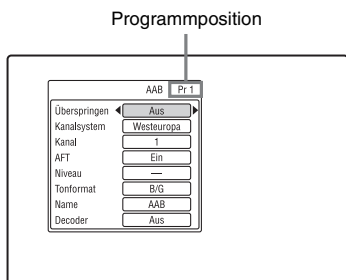 Programmposition
AAB Pr 1
Überspringen Aus
Kanalsystem Westeuropa
Kanal 1
AFT Ein
Niveau —
Tonformat B/G
Name AAB
Decoder Aus